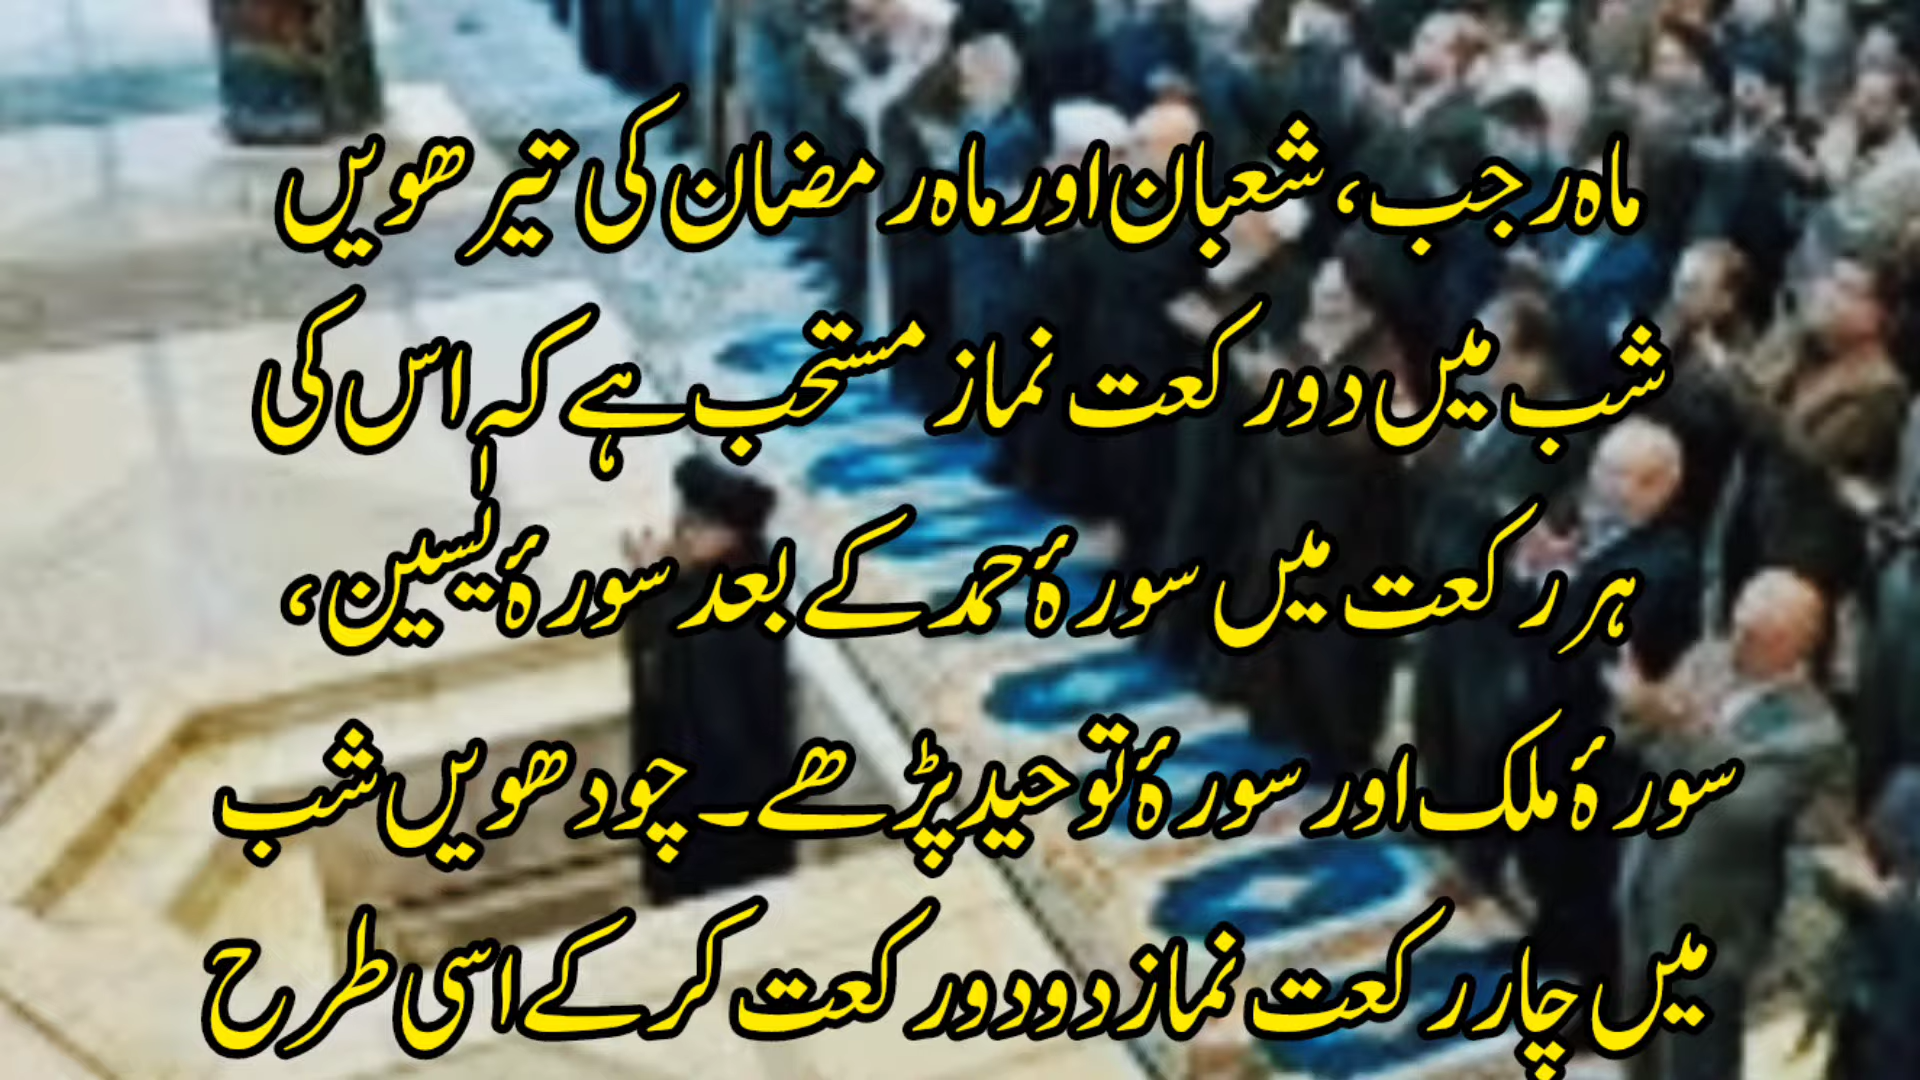 ماہ رجب، شعبان اور ماہ رمضان کی تیرھویں
شب میں دو رکعت نماز مستحب ہے کہ اس کی
ہر رکعت میں سورۂ حمد کے بعد سورۂ یٰسین،
سورۂ ملک اور سورۂ توحید پڑھے۔ چودھویں شب
میں چار رکعت نماز دو دو رکعت کر کے اسی طرح